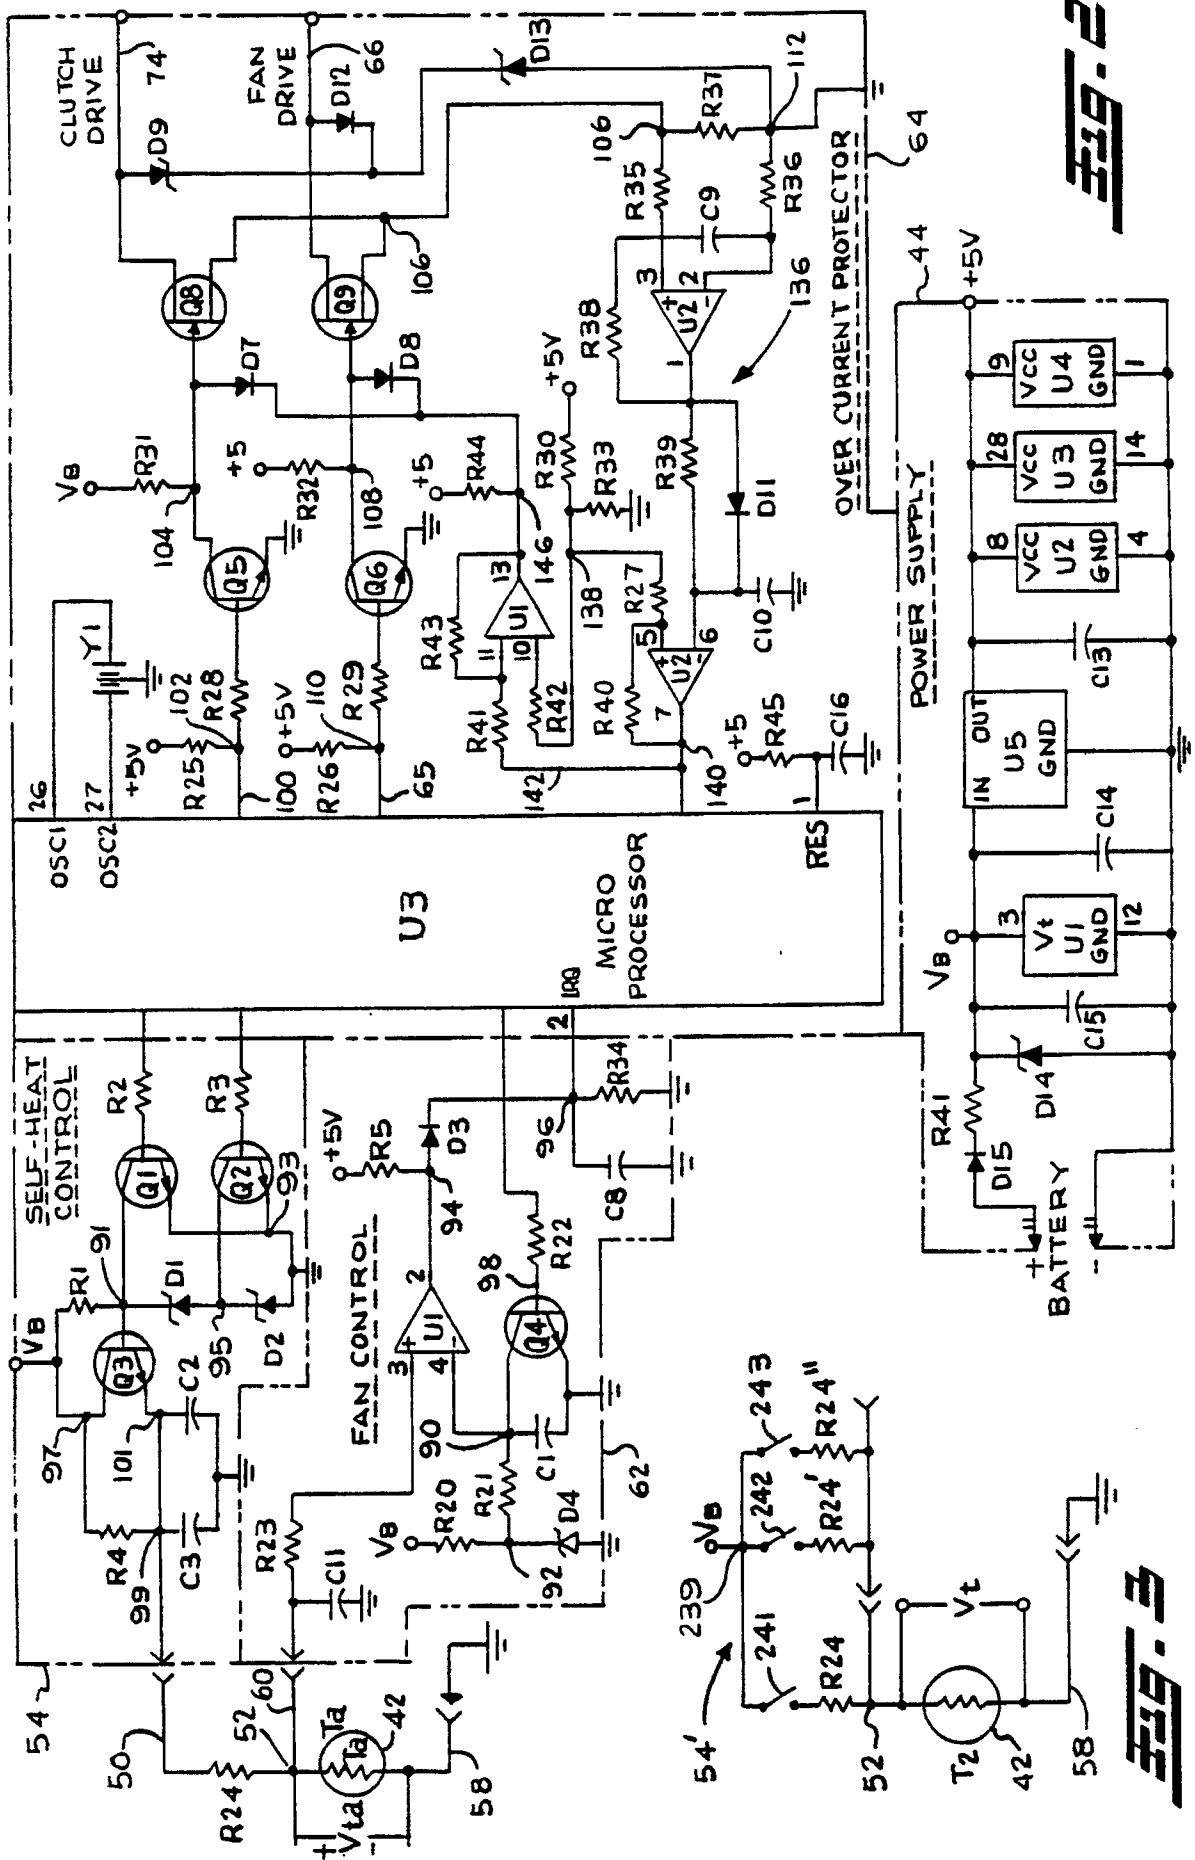 CLUTCH
DRIVE
74
FAN
DRIVE
66
D9
D12
D13
Q8
Q9
106
106
112
R37
R35
R36
C9
64
OVER CURRENT PROTECTOR
136
VB
R31
104
D7
+5
R32
108
D8
+5
R44
146
+5V
R30
R33
R38
3
2
+
-
U2
1
R39
D11
C10
Q5
Q6
Y1
13
U1
11
10
R43
R41
R42
138
R27
5
6
+
-
U2
7
R40
140
142
26
27
OSC1
OSC2
+5V
R25
102
R28
100
+5V
R26
110
R29
65
+5
R45
C16
1
RES
U3
MICRO
PROCESSOR
2
IRQ
SELF-HEAT
CONTROL
R2
R3
Q1
Q2
93
91
R1
VB
D1
95
D2
Q3
97
101
C2
R4
99
C3
54
50
R24
52
60
Ta
Ta
42
+
Vta
-
58
FAN CONTROL
+5V
R5
D3
94
96
R34
C8
2
U1
3
4
+
-
98
R22
Q4
90
C1
R21
R20
VB
92
D4
62
R23
C11
POWER SUPPLY
44
+5V
9
VCC
U4
GND
1
28
VCC
U3
GND
14
8
VCC
U2
GND
4
C13
IN
OUT
U5
GND
C14
VB
3
Vt
U1
GND
12
C15
D14
R41
D15
+
BATTERY
-
Fig. 2
54'
239
VB
241
242
243
R24
R24'
R24"
52
T2
42
Vt
58
Fig. 3